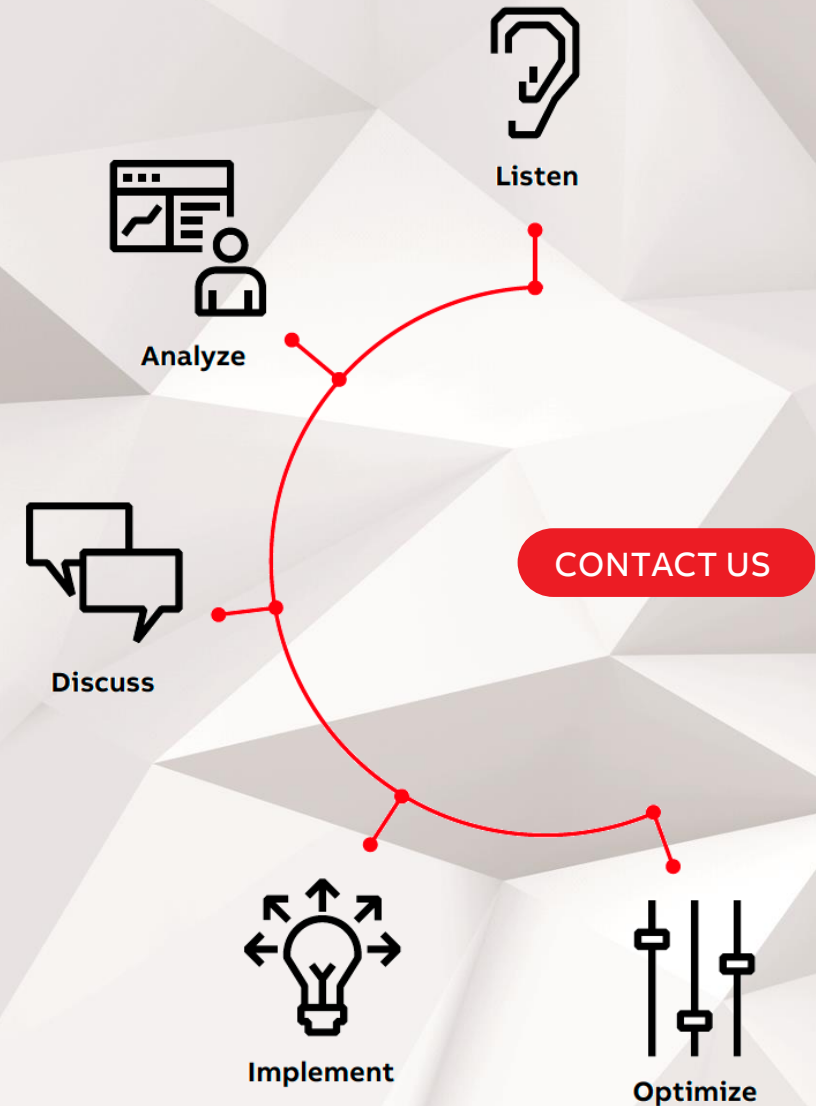 Listen
Analyze
Discuss
CONTACT US
Implement
Optimize